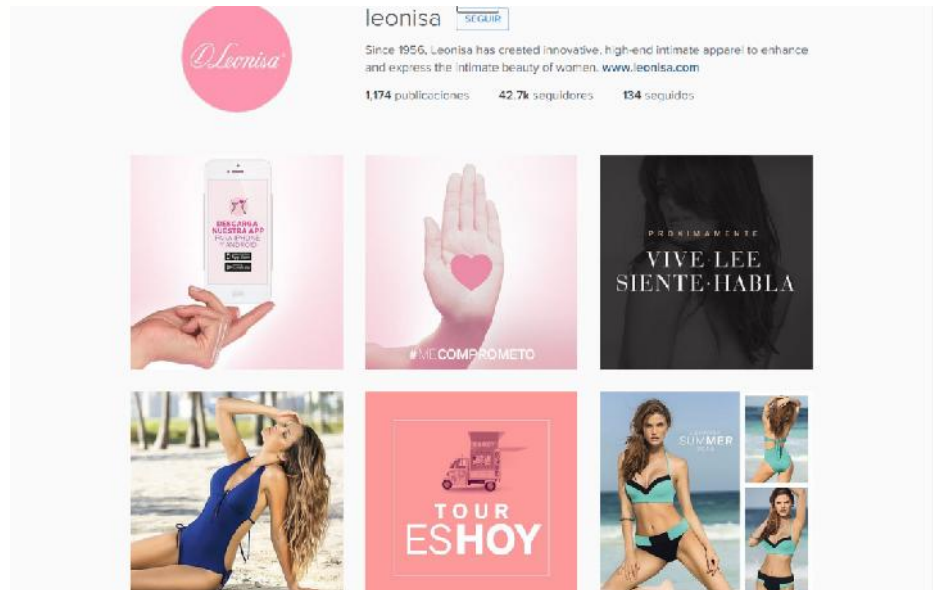 leonisa SEGUIR
Leonisa
Since 1956, Leonisa has created innovative, high-end intimate apparel to enhance
and express the intimate beauty of women. www.leonisa.com
1,174 publicaciones 42.7k seguidores 134 seguidos
DESCARGA
NUESTRA APP
PARA IPHONE
Y ANDROID
#MECOMPROMETO
PROXIMAMENTE
VIVE·LEE
SIENTE·HABLA
TOUR
ESHOY
SUMMER